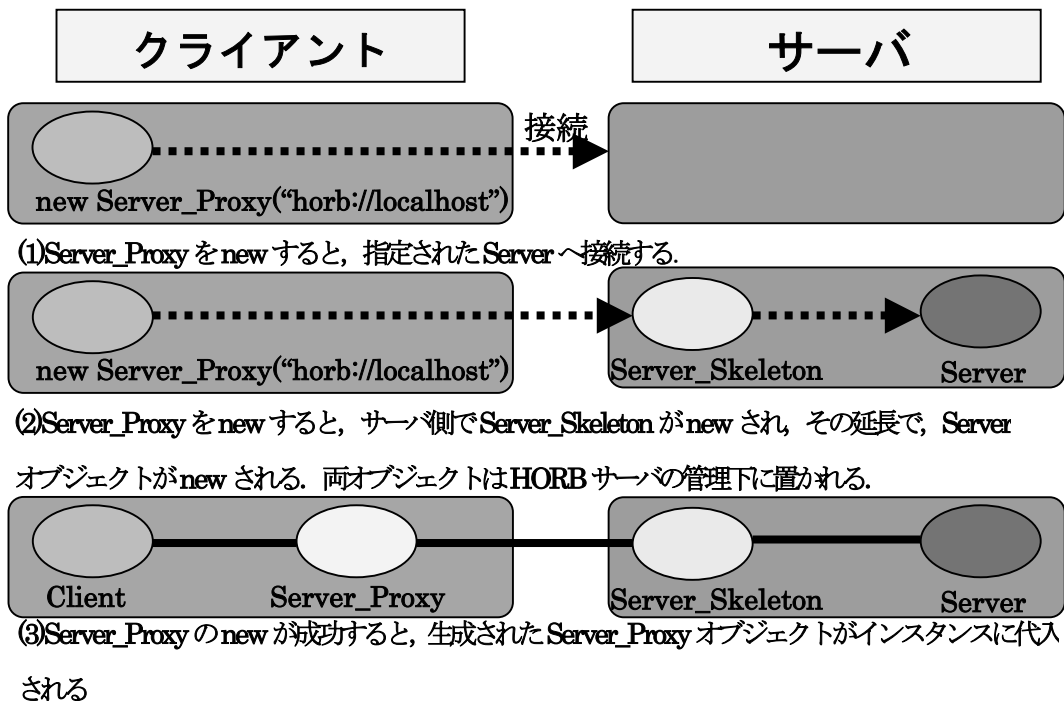 クライアント
サーバ
接続
new Server_Proxy(“horb://localhost”)
(1)Server_Proxy を new すると，指定された Server へ接続する.
new Server_Proxy(“horb://localhost”)
Server_Skeleton
Server
(2)Server_Proxy を new すると，サーバ側で Server_Skeleton が new され，その延長で，Server
オブジェクトが new される．両オブジェクトは HORB サーバの管理下に置かれる.
Client
Server_Proxy
Server_Skeleton
Server
(3)Server_Proxy の new が成功すると，生成された Server_Proxy オブジェクトがインスタンスに代入
される